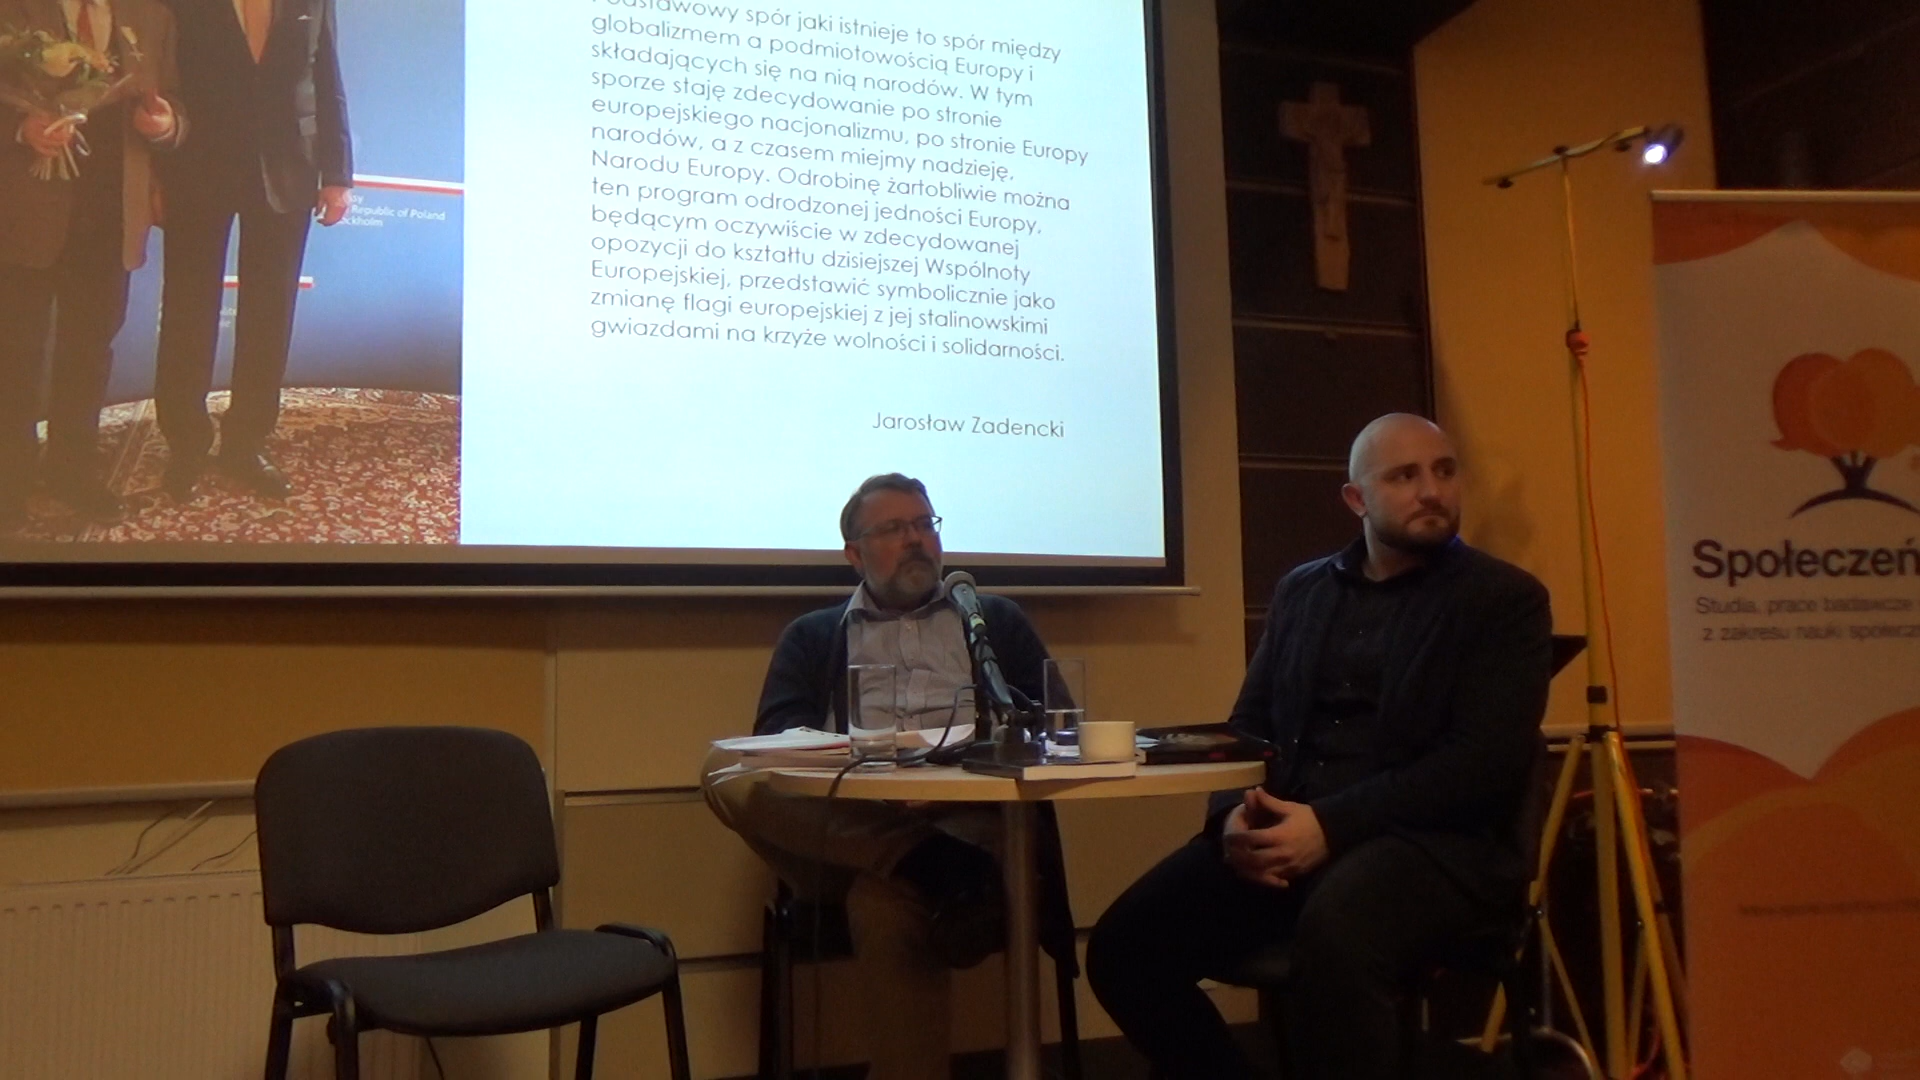 Podstawowy spór jaki istnieje to spór między
globalizmem a podmiotowością Europy i
składających się na nią narodów. W tym
sporze staję zdecydowanie po stronie
europejskiego nacjonalizmu, po stronie Europy
narodów, a z czasem miejmy nadzieję,
Narodu Europy. Odrobinę żartobliwie można
ten program odrodzonej jedności Europy,
będącym oczywiście w zdecydowanej
opozycji do kształtu dzisiejszej Wspólnoty
Europejskiej, przedstawić symbolicznie jako
zmianę flagi europejskiej z jej stalinowskimi
gwiazdami na krzyże wolności i solidarności.
Jarosław Zadencki
Republic of Poland
Społeczeń
Studia, prace badawcze
z zakresu nauki społecz